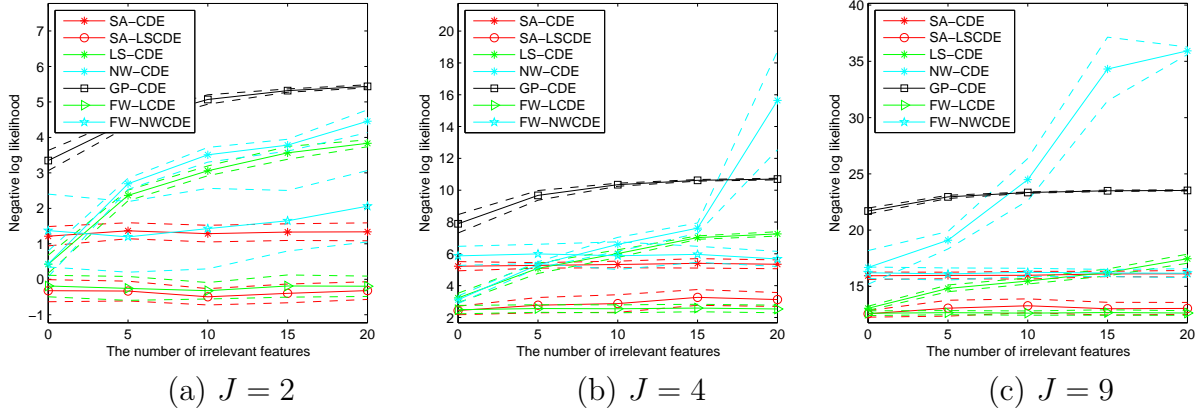 Negative log likelihood
7
6
5
4
3
2
1
0
−1
SA−CDE
SA−LSCDE
LS−CDE
NW−CDE
GP−CDE
FW−LCDE
FW−NWCDE
0 5 10 15 20
The number of irrelevant features
(a) J = 2
Negative log likelihood
20
18
16
14
12
10
8
6
4
2
SA−CDE
SA−LSCDE
LS−CDE
NW−CDE
GP−CDE
FW−LCDE
FW−NWCDE
0 5 10 15 20
The number of irrelevant features
(b) J = 4
Negative log likelihood
40
35
30
25
20
15
SA−CDE
SA−LSCDE
LS−CDE
NW−CDE
GP−CDE
FW−LCDE
FW−NWCDE
0 5 10 15 20
The number of irrelevant features
(c) J = 9